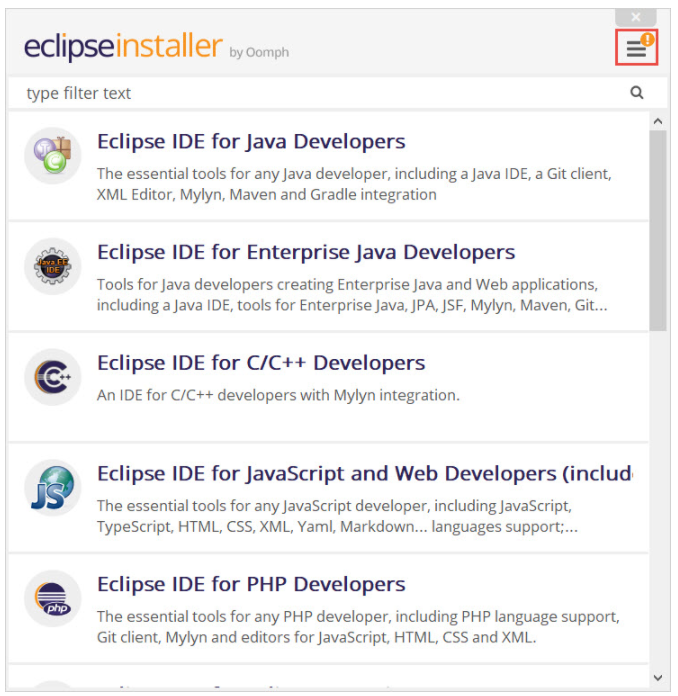 eclipseinstaller by Oomph
type filter text
Eclipse IDE for Java Developers
The essential tools for any Java developer, including a Java IDE, a Git client,
XML Editor, Mylyn, Maven and Gradle integration
Eclipse IDE for Enterprise Java Developers
Java EE
IDE
Tools for Java developers creating Enterprise Java and Web applications,
including a Java IDE, tools for Enterprise Java, JPA, JSF, Mylyn, Maven, Git...
Eclipse IDE for C/C++ Developers
C++
An IDE for C/C++ developers with Mylyn integration.
Eclipse IDE for JavaScript and Web Developers (includ
JS
The essential tools for any JavaScript developer, including JavaScript,
TypeScript, HTML, CSS, XML, Yaml, Markdown... languages support;...
Eclipse IDE for PHP Developers
php
The essential tools for any PHP developer, including PHP language support,
Git client, Mylyn and editors for JavaScript, HTML, CSS and XML.